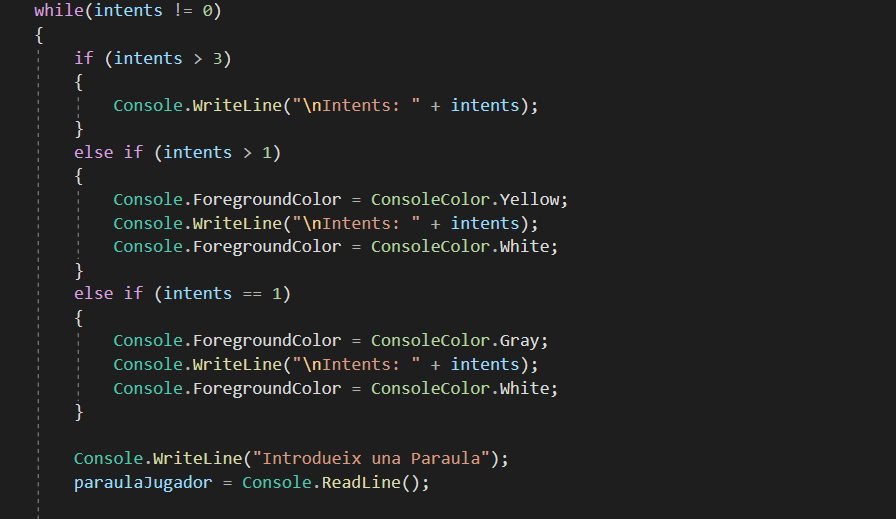 while(intents != 0)
{
if (intents > 3)
{
Console.WriteLine("\nIntents: " + intents);
}
else if (intents > 1)
{
Console.ForegroundColor = ConsoleColor.Yellow;
Console.WriteLine("\nIntents: " + intents);
Console.ForegroundColor = ConsoleColor.White;
}
else if (intents == 1)
{
Console.ForegroundColor = ConsoleColor.Gray;
Console.WriteLine("\nIntents: " + intents);
Console.ForegroundColor = ConsoleColor.White;
}
Console.WriteLine("Introdueix una Paraula");
paraulaJugador = Console.ReadLine();